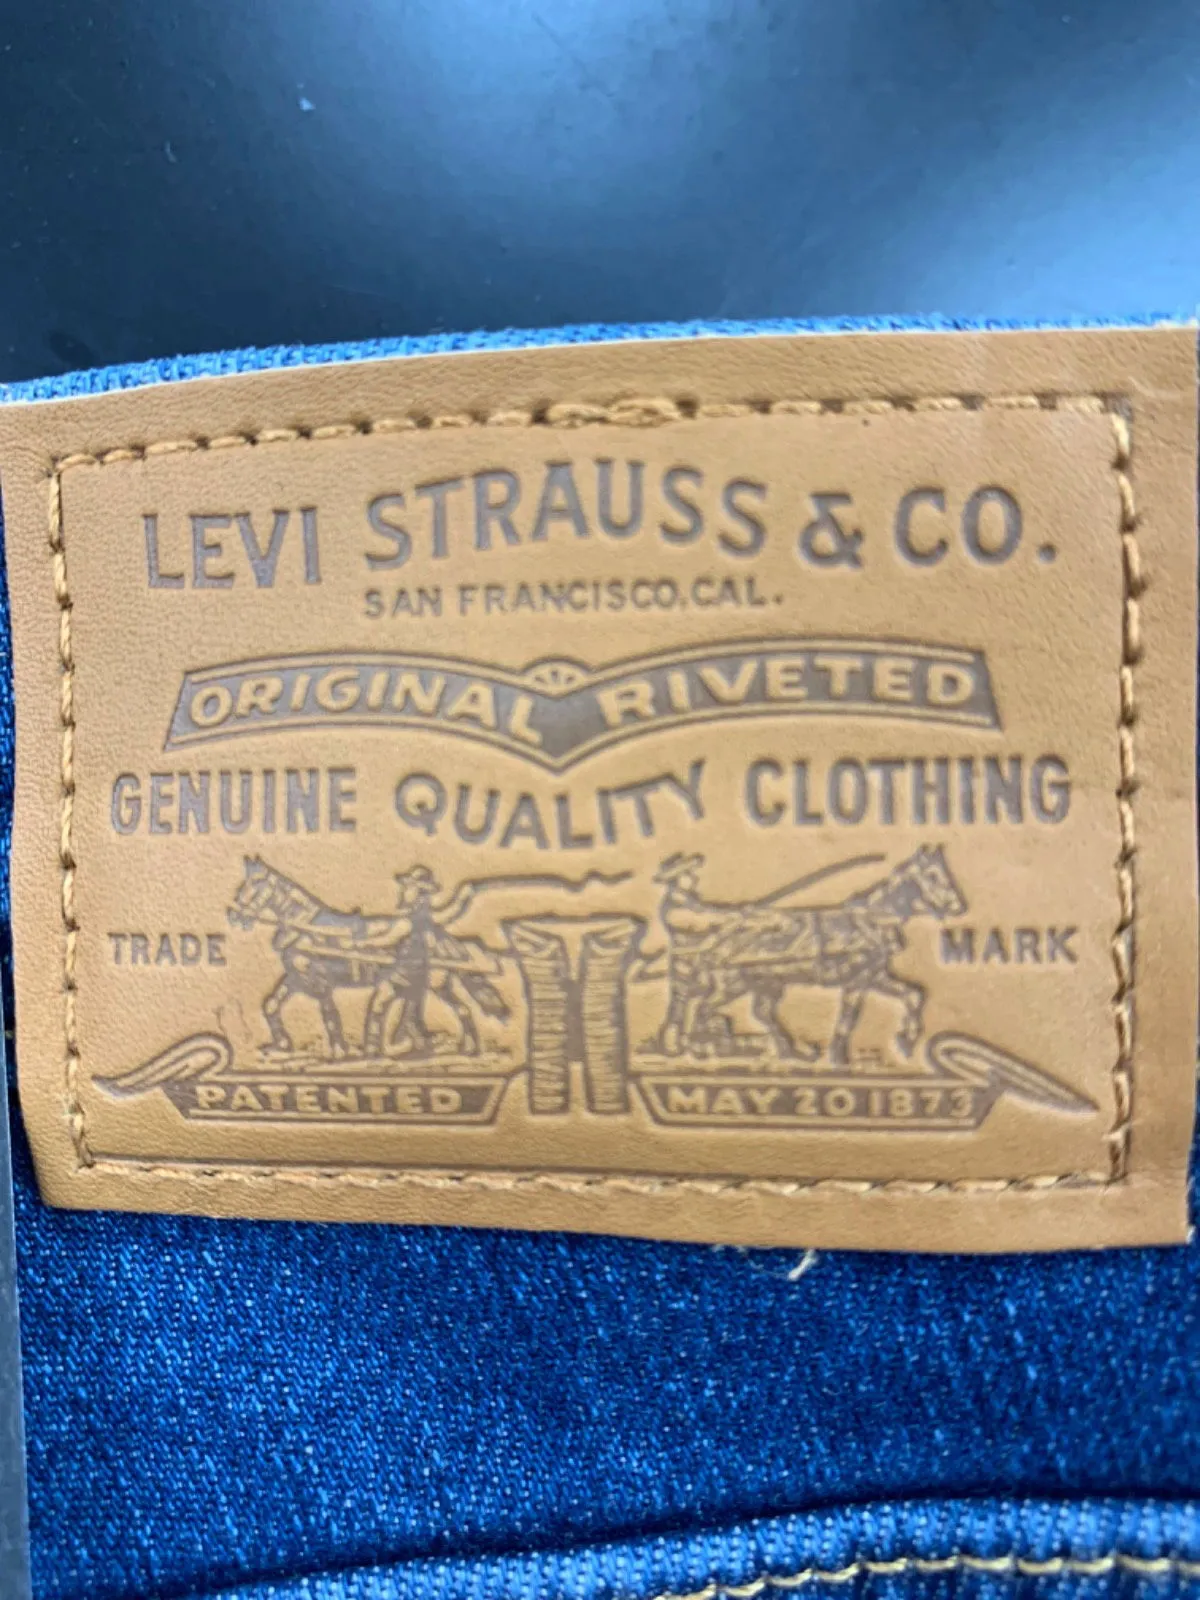 LEVI STRAUSS & CO.
SAN FRANCISCO, CAL.
ORIGINAL RIVETED
GENUINE QUALITY CLOTHING
TRADE MARK
PATENTED MAY 20 1873